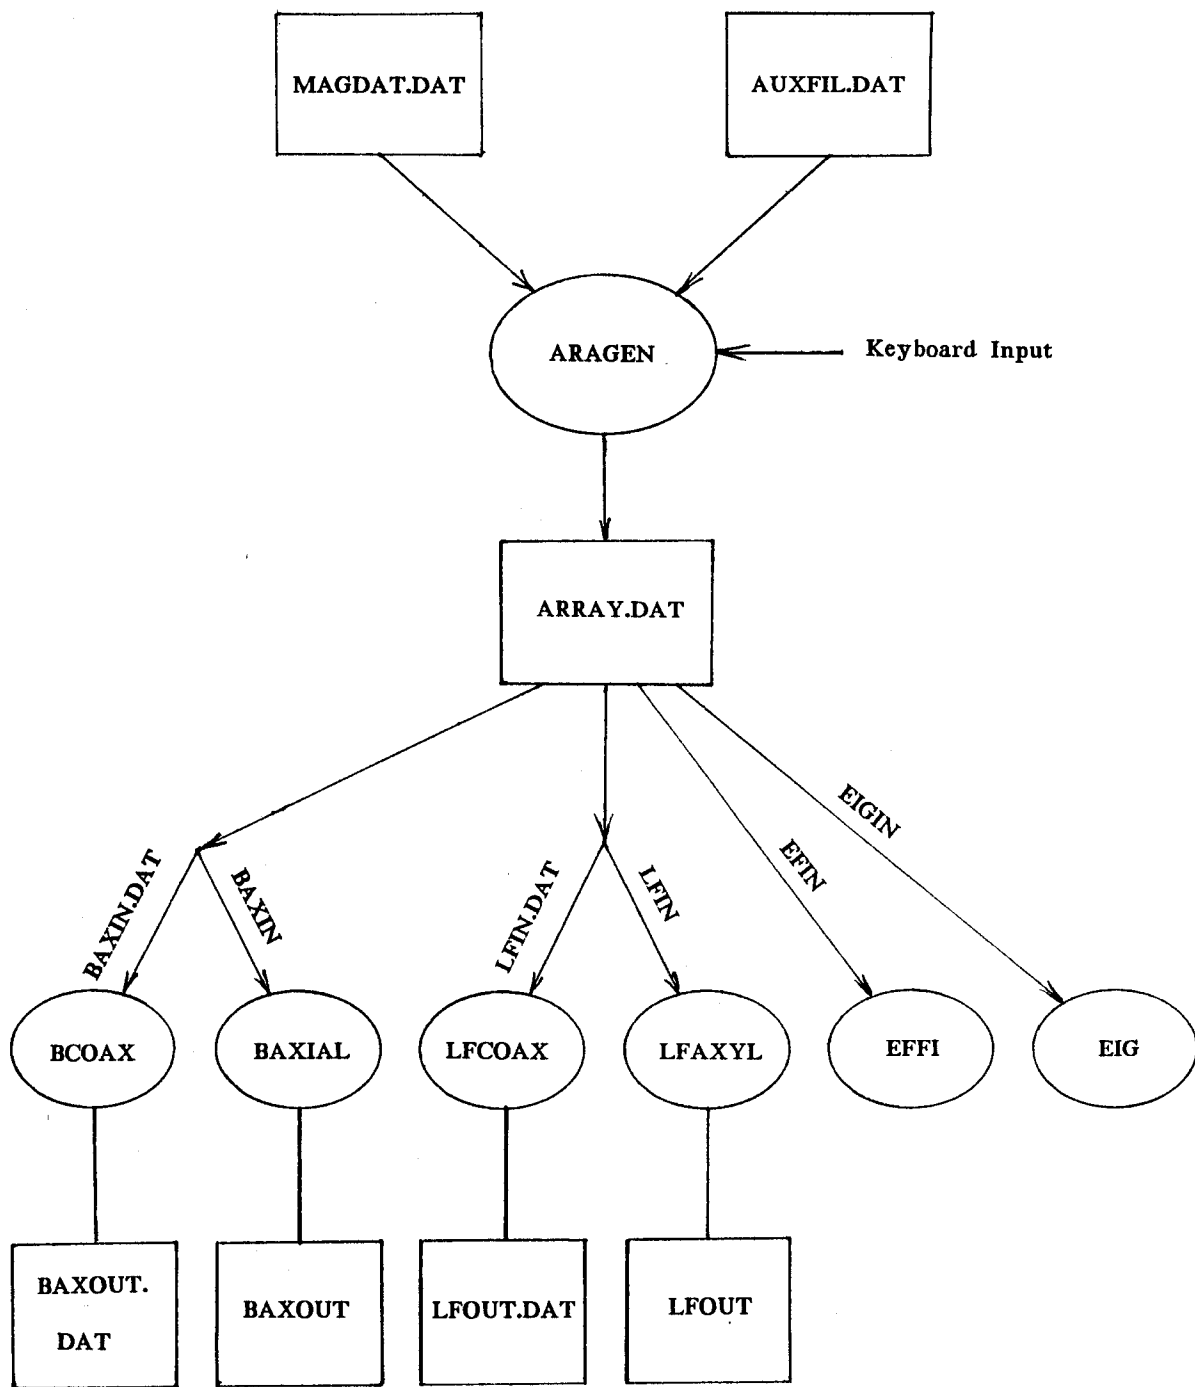 MAGDAT.DAT
AUXFIL.DAT
ARAGEN
Keyboard Input
ARRAY.DAT
BAXIN.DAT
BAXIN
LFIN.DAT
LFIN
EFIN
EIGIN
BCOAX
BAXIAL
LFCOAX
LFAXYL
EFFI
EIG
BAXOUT.
DAT
BAXOUT
LFOUT.DAT
LFOUT